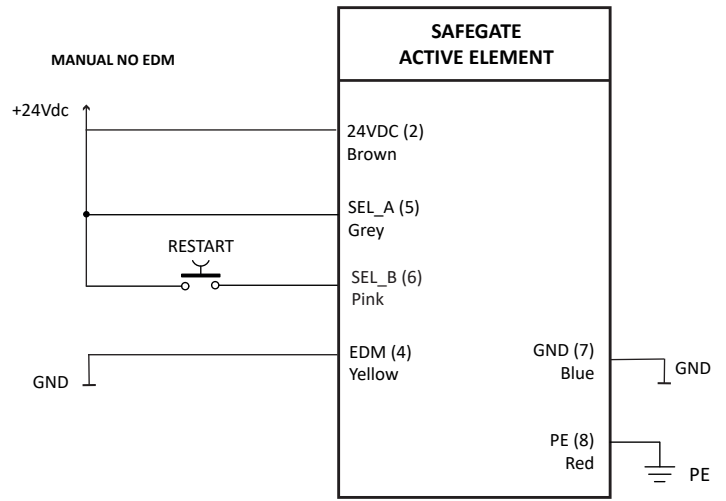 SAFEGATE
ACTIVE ELEMENT
MANUAL NO EDM
+24Vdc
24VDC (2)
Brown
SEL_A (5)
Grey
RESTART
SEL_B (6)
Pink
EDM (4)
Yellow
GND
GND (7)
Blue
GND
PE (8)
Red
PE